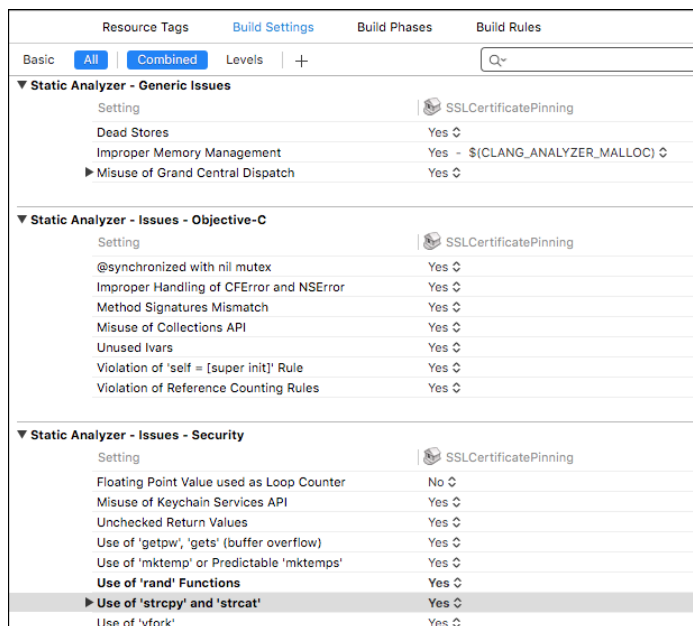 Resource Tags Build Settings Build Phases Build Rules
Basic All Combined Levels +
Static Analyzer - Generic Issues
Setting SSLCertificatePinning
Dead Stores Yes
Improper Memory Management Yes - $(CLANG_ANALYZER_MALLOC)
Misuse of Grand Central Dispatch Yes
Static Analyzer - Issues - Objective-C
Setting SSLCertificatePinning
@synchronized with nil mutex Yes
Improper Handling of CFError and NSError Yes
Method Signatures Mismatch Yes
Misuse of Collections API Yes
Unused Ivars Yes
Violation of 'self = [super init]' Rule Yes
Violation of Reference Counting Rules Yes
Static Analyzer - Issues - Security
Setting SSLCertificatePinning
Floating Point Value used as Loop Counter No
Misuse of Keychain Services API Yes
Unchecked Return Values Yes
Use of 'getpw', 'gets' (buffer overflow) Yes
Use of 'mktemp' or Predictable 'mktemps' Yes
Use of 'rand' Functions Yes
Use of 'strcpy' and 'strcat' Yes
Use of 'vfork' Yes